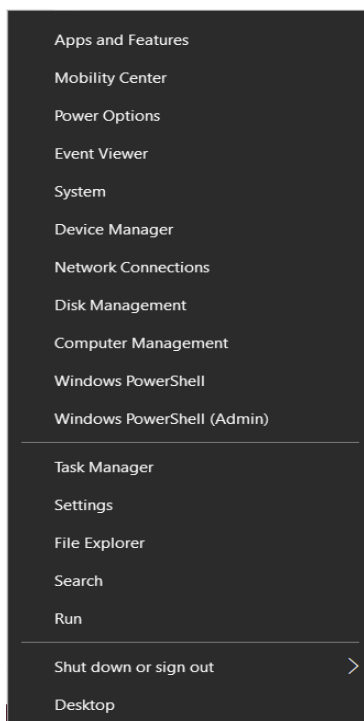 Apps and Features
Mobility Center
Power Options
Event Viewer
System
Device Manager
Network Connections
Disk Management
Computer Management
Windows PowerShell
Windows PowerShell (Admin)
Task Manager
Settings
File Explorer
Search
Run
Shut down or sign out
Desktop